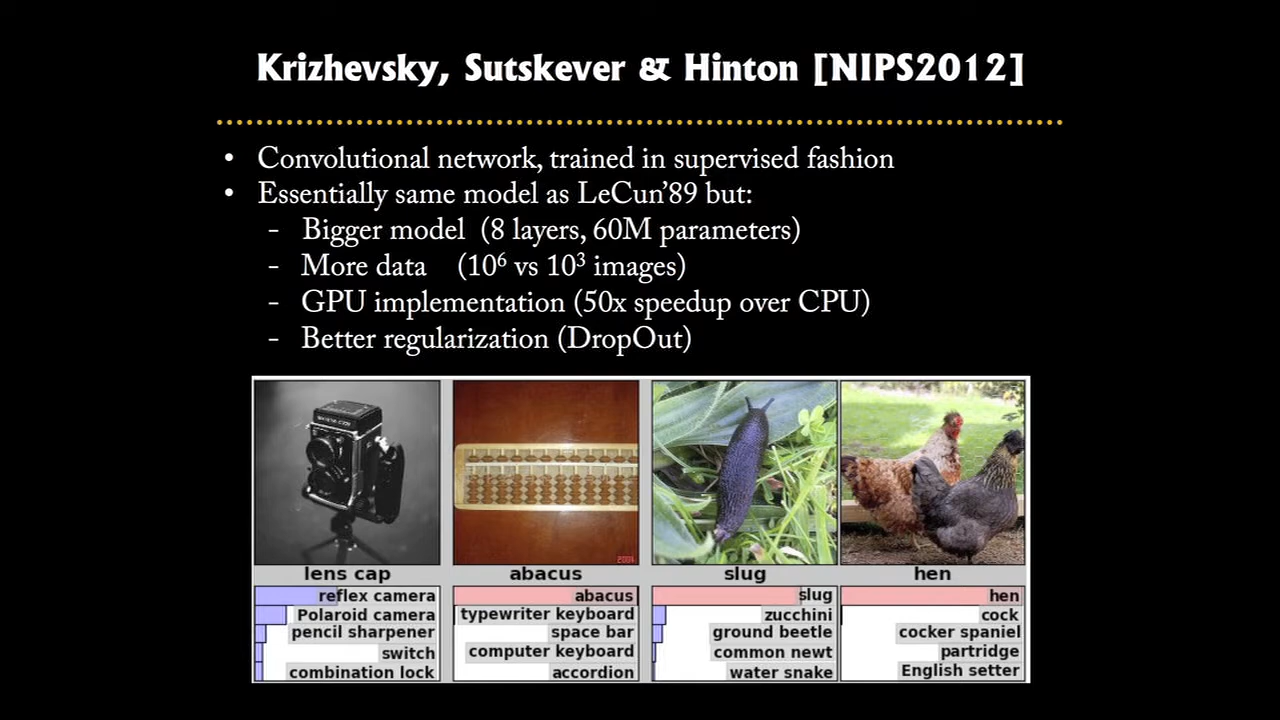 Krizhevsky, Sutskever & Hinton [NIPS2012]
• Convolutional network, trained in supervised fashion
• Essentially same model as LeCun’89 but:
- Bigger model (8 layers, 60M parameters)
- More data (10⁶ vs 10³ images)
- GPU implementation (50x speedup over CPU)
- Better regularization (DropOut)
2004
lens cap
reflex camera
Polaroid camera
pencil sharpener
switch
combination lock
abacus
abacus
typewriter keyboard
space bar
computer keyboard
accordion
slug
slug
zucchini
ground beetle
common newt
water snake
hen
hen
cock
cocker spaniel
partridge
English setter